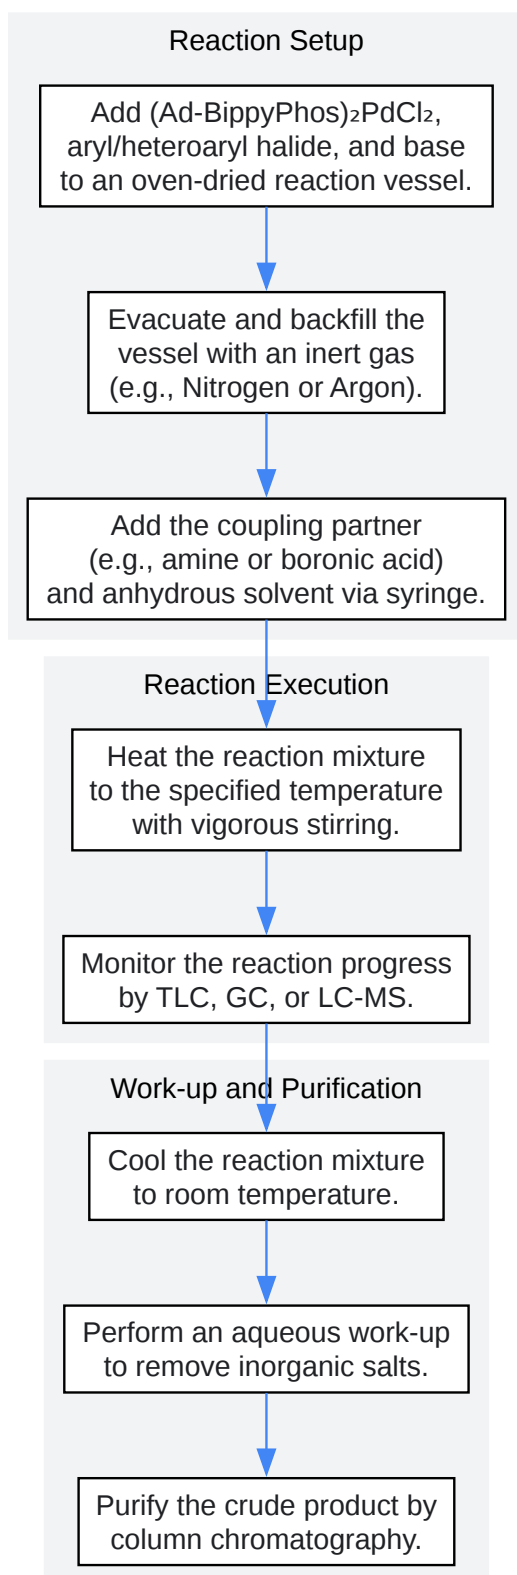 Reaction Setup
Add (Ad-BippyPhos)₂PdCl₂,
aryl/heteroaryl halide, and base
to an oven-dried reaction vessel.
Evacuate and backfill the
vessel with an inert gas
(e.g., Nitrogen or Argon).
Add the coupling partner
(e.g., amine or boronic acid)
and anhydrous solvent via syringe.
Reaction Execution
Heat the reaction mixture
to the specified temperature
with vigorous stirring.
Monitor the reaction progress
by TLC, GC, or LC-MS.
Work-up and Purification
Cool the reaction mixture
to room temperature.
Perform an aqueous work-up
to remove inorganic salts.
Purify the crude product by
column chromatography.